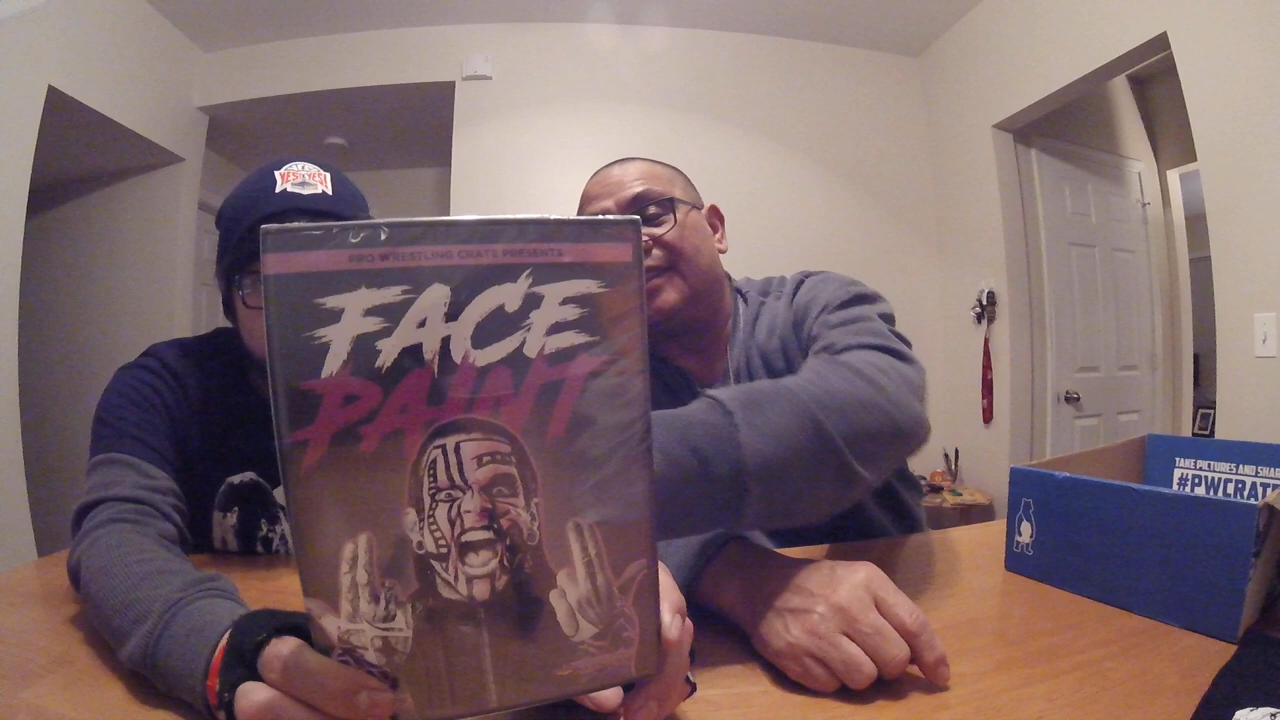 YES! YES!
PRO WRESTLING CRATE PRESENTS
FACE
PAINT
TAKE PICTURES AND SHAR
#PWCRATE